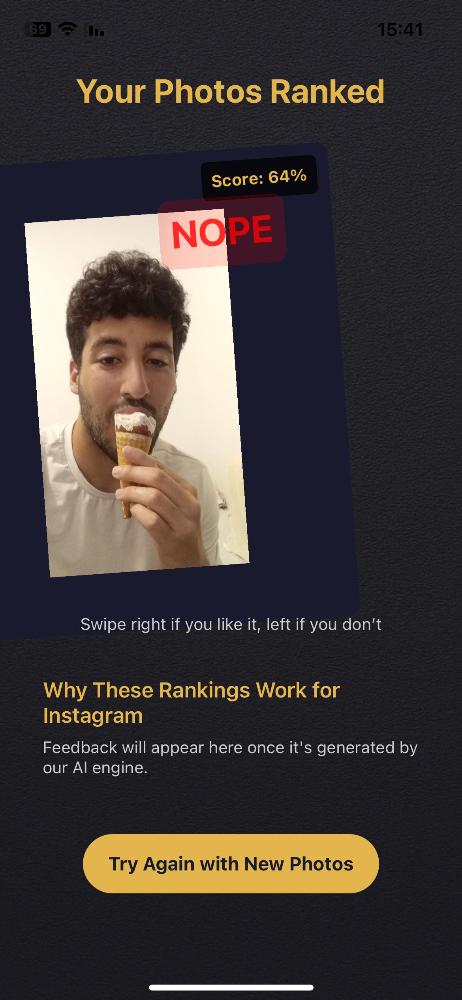 69
15:41
Your Photos Ranked
Score: 64%
NOPE
Swipe right if you like it, left if you don’t
Why These Rankings Work for
Instagram
Feedback will appear here once it's generated by
our AI engine.
Try Again with New Photos